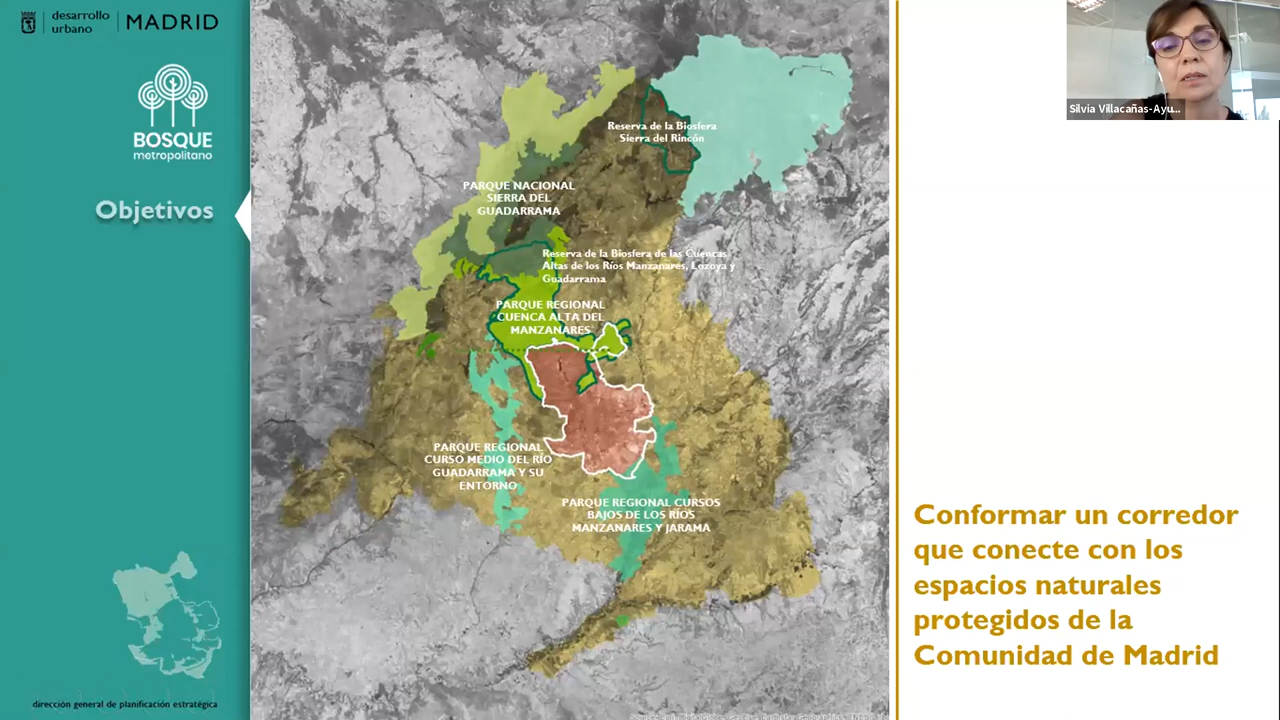 desarrollo
urbano
MADRID
BOSQUE
metropolitano
Objetivos
dirección general de planificación estratégica
Reserva de la Biosfera
Sierra del Rincón
PARQUE NACIONAL
SIERRA DEL
GUADARRAMA
Reserva de la Biosfera de las Cuencas
Altas de los Ríos Manzanares, Lozoya y
Guadarrama
PARQUE REGIONAL
CUENCA ALTA DEL
MANZANARES
PARQUE REGIONAL
CURSO MEDIO DEL RÍO
GUADARRAMA Y SU
ENTORNO
PARQUE REGIONAL CURSOS
BAJOS DE LOS RÍOS
MANZANARES Y JARAMA
Silvia Villacañas-Ayu...
Conformar un corredor
que conecte con los
espacios naturales
protegidos de la
Comunidad de Madrid